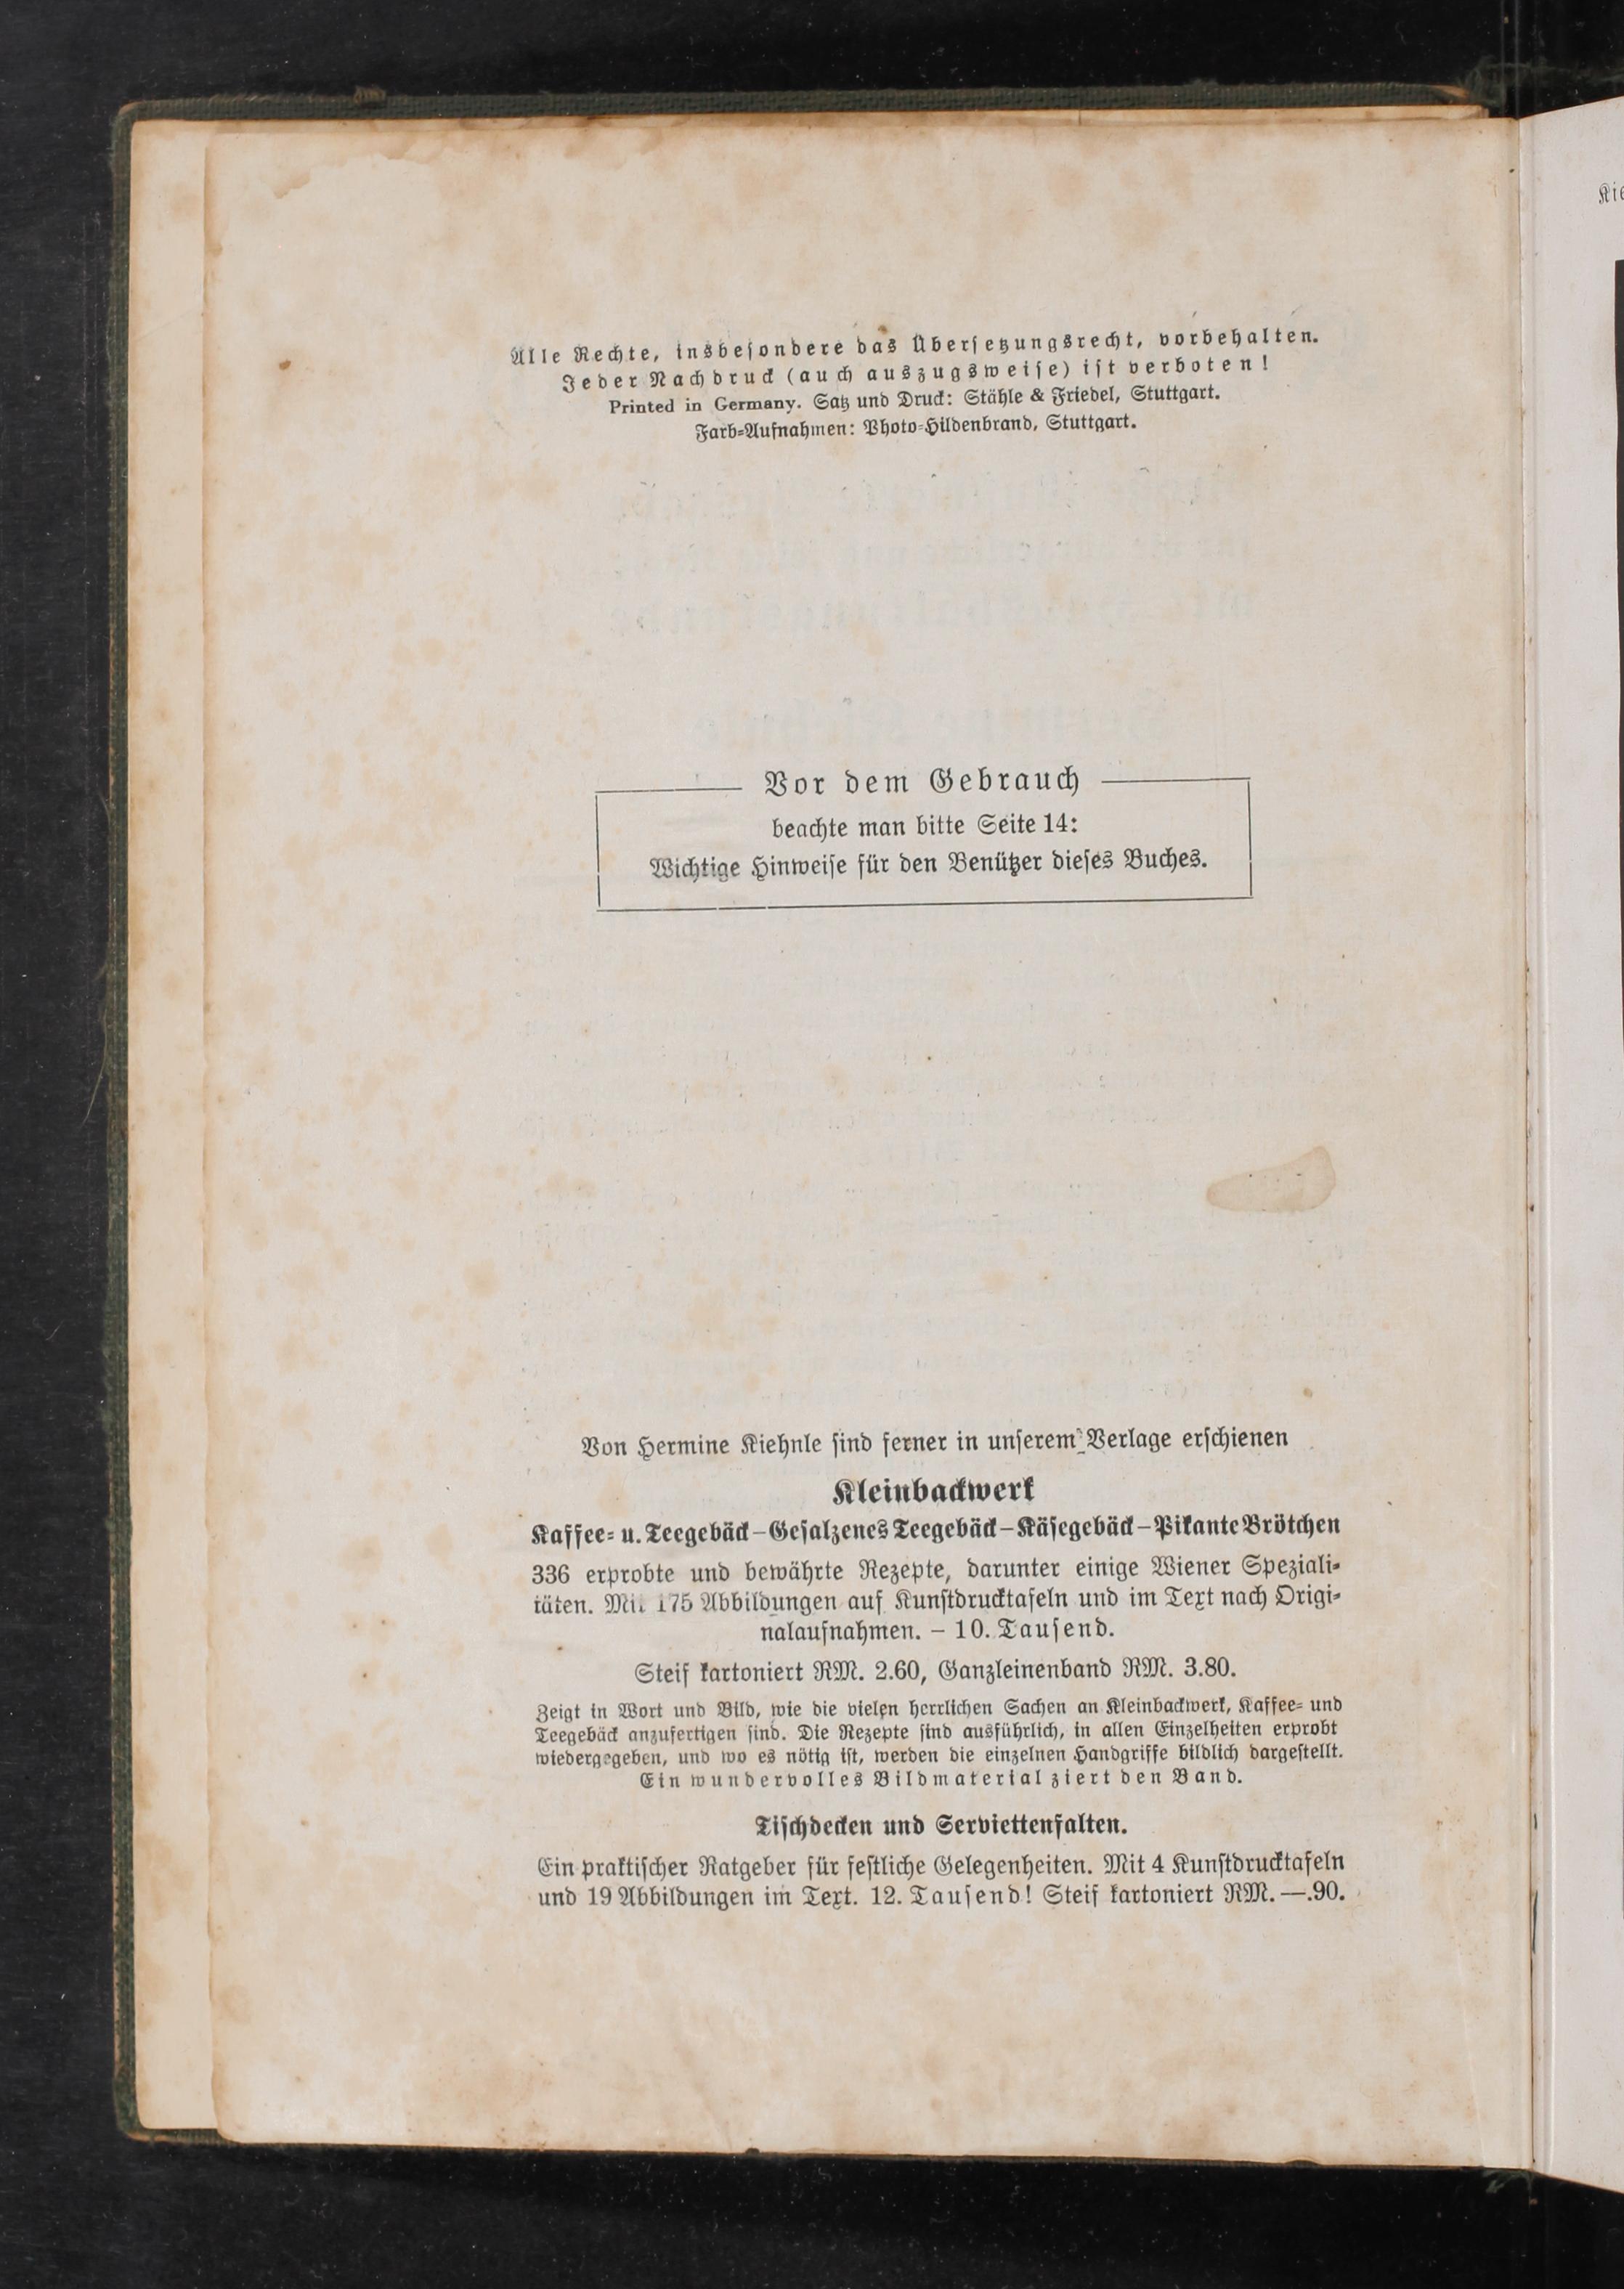 Alle Rechte, insbesondere das Übersetzungsrecht, vorbehalten.
Jeder Nachdruck (auch auszugsweise) ist verboten!
Printed in Germany. Satz und Druck: Stähle & Friedel, Stuttgart.
Farb-Aufnahmen: Photo-Hildenbrand, Stuttgart.
Vor dem Gebrauch
beachte man bitte Seite 14:
Wichtige Hinweise für den Benützer dieses Buches.
Von Hermine Kiehnle sind ferner in unserem Verlage erschienen
Kleinbackwerk
Kaffee- u. Teegebäck – Gesalzenes Teegebäck – Käsegebäck – Pikante Brötchen
336 erprobte und bewährte Rezepte, darunter einige Wiener Speziali-
täten. Mit 175 Abbildungen auf Kunstdrucktafeln und im Text nach Origi-
nalaufnahmen. – 10. Tausend.
Steif kartoniert RM. 2.60, Ganzleinenband RM. 3.80.
Zeigt in Wort und Bild, wie die vielen herrlichen Sachen an Kleinbackwerk, Kaffee- und
Teegebäck anzufertigen sind. Die Rezepte sind ausführlich, in allen Einzelheiten erprobt
wiedergegeben, und wo es nötig ist, werden die einzelnen Handgriffe bildlich dargestellt.
Ein wundervolles Bildmaterial ziert den Band.
Tischdecken und Serviettenfalten.
Ein praktischer Ratgeber für festliche Gelegenheiten. Mit 4 Kunstdrucktafeln
und 19 Abbildungen im Text. 12. Tausend! Steif kartoniert RM. —.90.